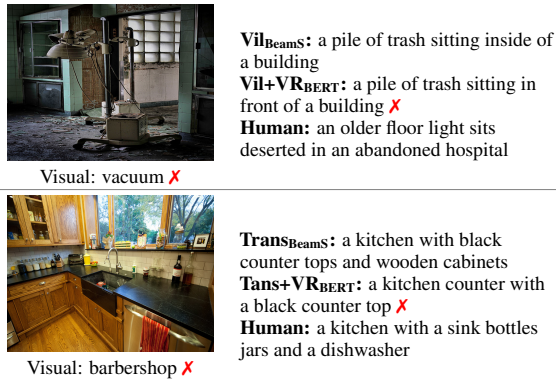 Vil_BeamS: a pile of trash sitting inside of
a building
Vil+VR_BERT: a pile of trash sitting in
front of a building ✗
Human: an older floor light sits
deserted in an abandoned hospital
Visual: vacuum ✗
Trans_BeamS: a kitchen with black
counter tops and wooden cabinets
Tans+VR_BERT: a kitchen counter with
a black counter top ✗
Human: a kitchen with a sink bottles
jars and a dishwasher
Visual: barbershop ✗